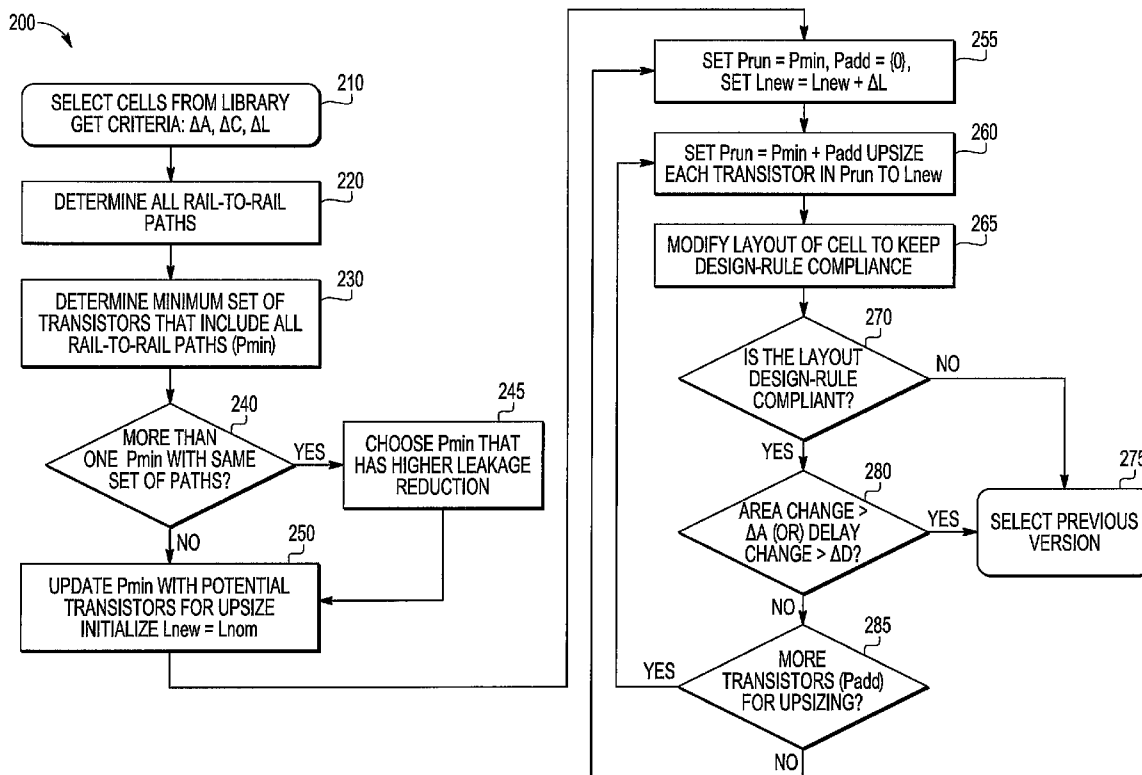 200
210
SELECT CELLS FROM LIBRARY
GET CRITERIA: ΔA, ΔC, ΔL
220
DETERMINE ALL RAIL-TO-RAIL
PATHS
230
DETERMINE MINIMUM SET OF
TRANSISTORS THAT INCLUDE ALL
RAIL-TO-RAIL PATHS (Pmin)
240
MORE THAN
ONE Pmin WITH SAME
SET OF PATHS?
YES
NO
245
CHOOSE Pmin THAT
HAS HIGHER LEAKAGE
REDUCTION
250
UPDATE Pmin WITH POTENTIAL
TRANSISTORS FOR UPSIZE
INITIALIZE Lnew = Lnom
255
SET Prun = Pmin, Padd = {0},
SET Lnew = Lnew + ΔL
260
SET Prun = Pmin + Padd UPSIZE
EACH TRANSISTOR IN Prun TO Lnew
265
MODIFY LAYOUT OF CELL TO KEEP
DESIGN-RULE COMPLIANCE
270
IS THE LAYOUT
DESIGN-RULE
COMPLIANT?
NO
YES
275
SELECT PREVIOUS
VERSION
280
AREA CHANGE >
ΔA (OR) DELAY
CHANGE > ΔD?
YES
NO
285
MORE
TRANSISTORS (Padd)
FOR UPSIZING?
YES
NO